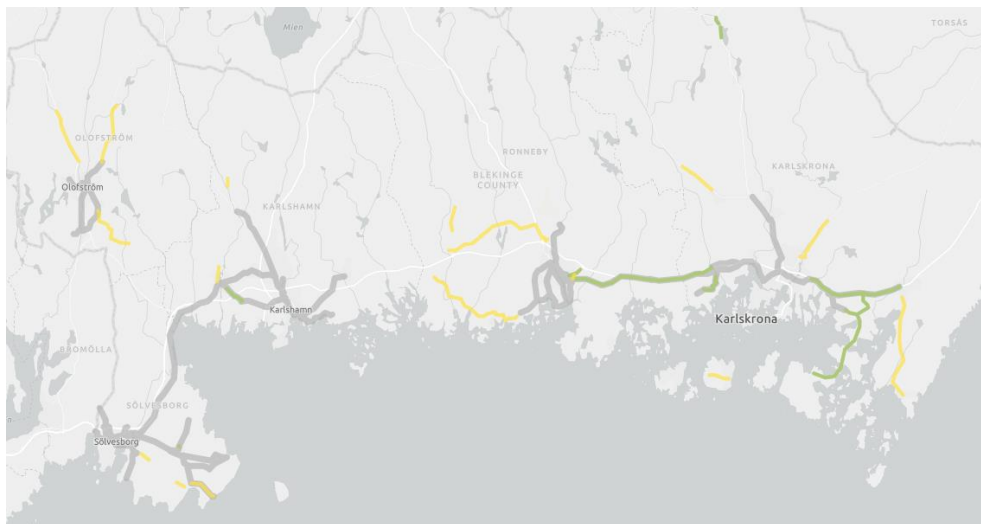 Mien
TORSÅS
OLOFSTRÖM
RONNEBY
BLEKINGE
COUNTY
KARLSKRONA
Olofström
KARLSHAMN
Karlshamn
Karlskrona
BROMÖLLA
SÖLVESBORG
Sölvesborg